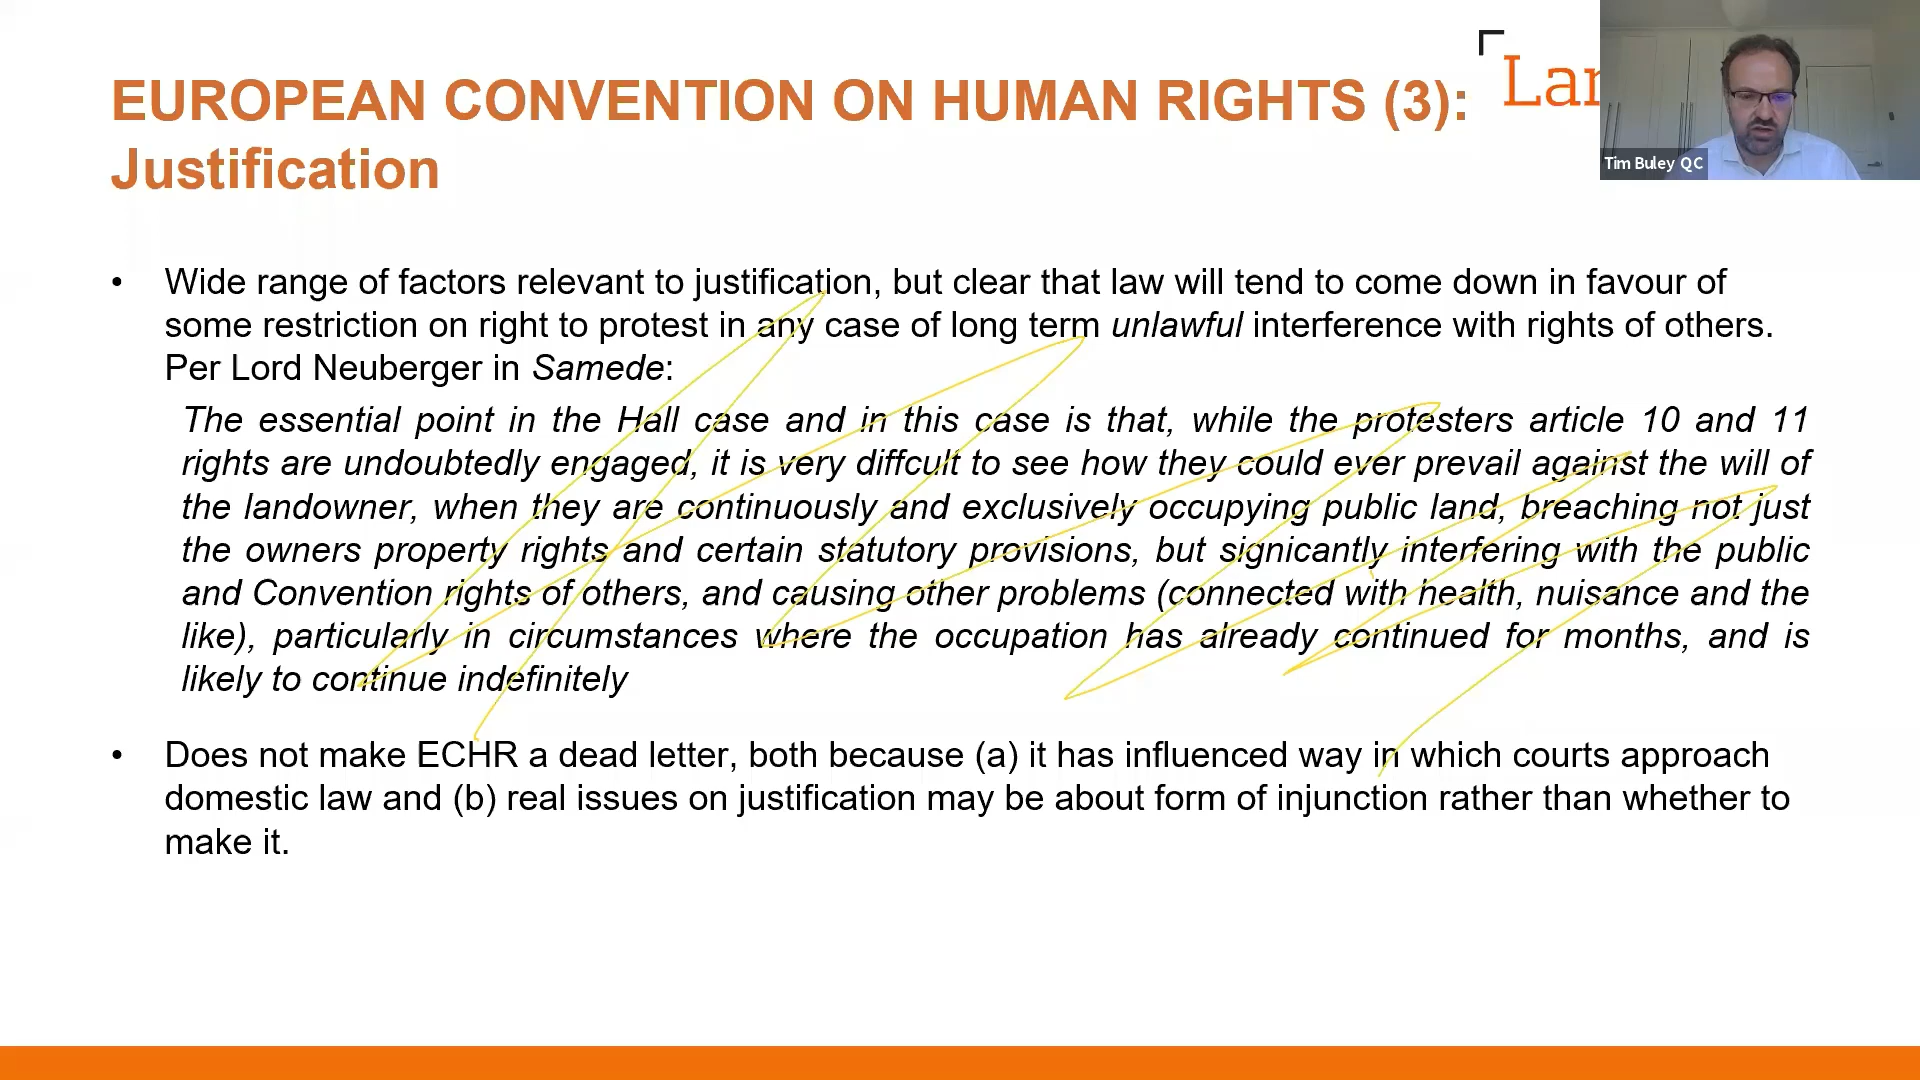 EUROPEAN CONVENTION ON HUMAN RIGHTS (3):
Justification
Lar
Tim Buley QC
• Wide range of factors relevant to justification, but clear that law will tend to come down in favour of
some restriction on right to protest in any case of long term unlawful interference with rights of others.
Per Lord Neuberger in Samede:
The essential point in the Hall case and in this case is that, while the protesters article 10 and 11
rights are undoubtedly engaged, it is very diffcult to see how they could ever prevail against the will of
the landowner, when they are continuously and exclusively occupying public land, breaching not just
the owners property rights and certain statutory provisions, but signicantly interfering with the public
and Convention rights of others, and causing other problems (connected with health, nuisance and the
like), particularly in circumstances where the occupation has already continued for months, and is
likely to continue indefinitely
• Does not make ECHR a dead letter, both because (a) it has influenced way in which courts approach
domestic law and (b) real issues on justification may be about form of injunction rather than whether to
make it.